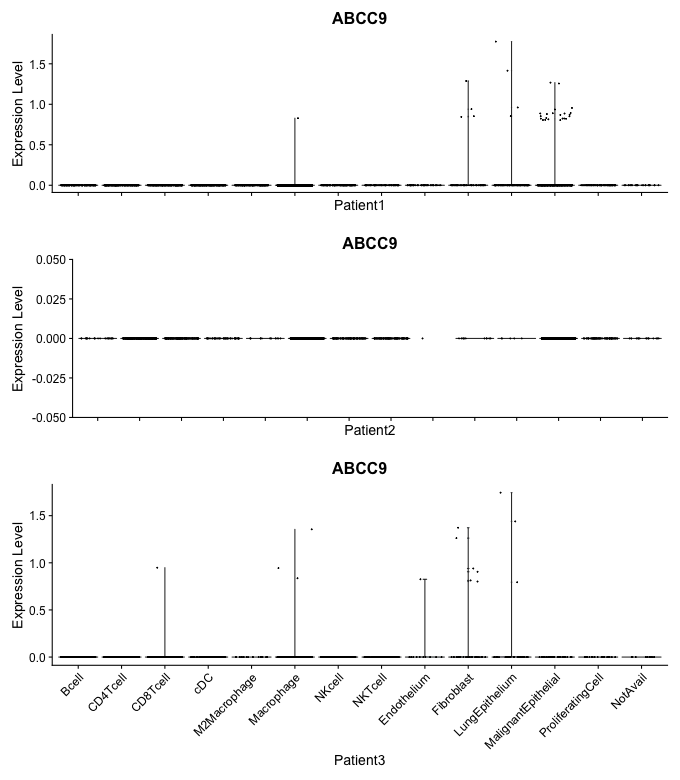 ABCC9
Expression Level
1.5
1.0
0.5
0.0
Patient1
ABCC9
Expression Level
0.050
0.025
0.000
-0.025
-0.050
Patient2
ABCC9
Expression Level
1.5
1.0
0.5
0.0
Bcell
CD4Tcell
CD8Tcell
cDC
M2Macrophage
Macrophage
NKcell
NKTcell
Endothelium
Fibroblast
LungEpithelium
MalignantEpithelial
ProliferatingCell
NotAvail
Patient3